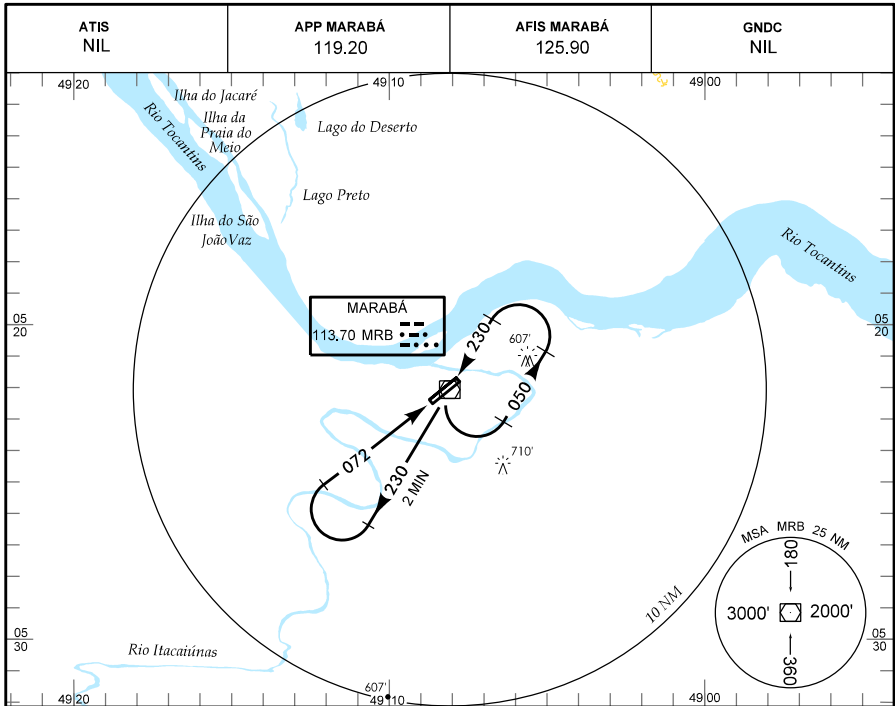 ATIS
NIL
APP MARABÁ
119.20
AFIS MARABÁ
125.90
GNDC
NIL
49 20
49 10
49 00
Ilha do Jacaré
Rio Tocantins
Ilha da
Praia do
Meio
Lago do Deserto
Lago Preto
Ilha do São
JoãoVaz
Rio Tocantins
MARABÁ
113.70 MRB
05
20
05
20
230
607'
050
072
230
2 MIN
710'
MSA MRB 25 NM
180
3000'
2000'
360
10 NM
05
30
05
30
Rio Itacaiúnas
607'
49 20
49 10
49 00